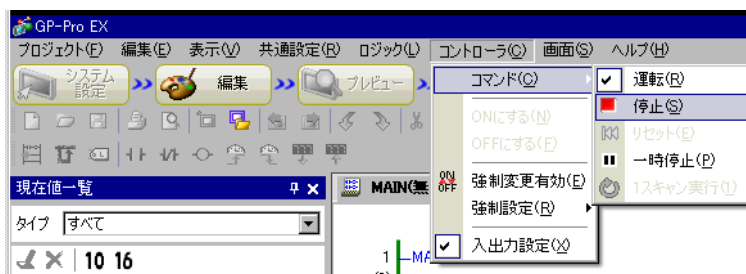 GP-Pro EX
プロジェクト(F) 編集(E) 表示(V) 共通設定(R) ロジック(L) コントローラ(C) 画面(S) ヘルプ(H)
システム設定 編集 プレビュー
コマンド(C)
ONにする(N)
OFFにする(F)
ON OFF 強制変更有効(E)
強制設定(R)
入出力設定(X)
運転(R)
停止(S)
リセット(E)
一時停止(P)
1スキャン実行(1)
現在値一覧
タイプ すべて
10 16
MAIN(無
1 MA